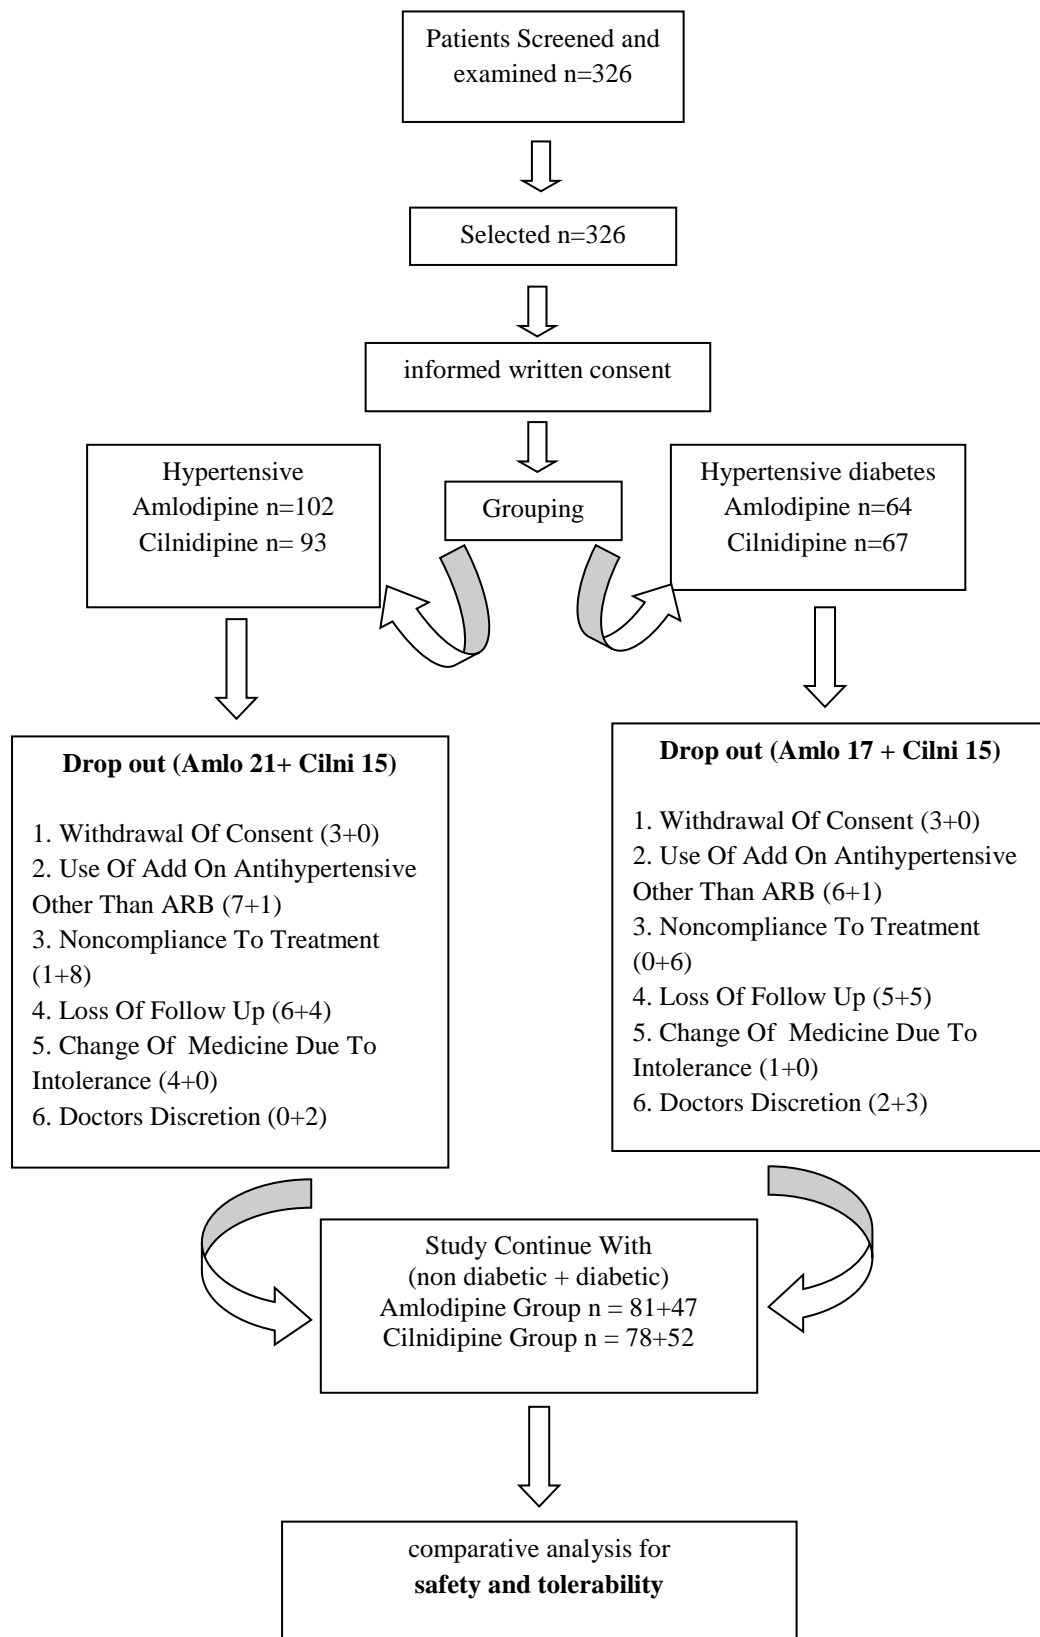 Patients Screened and
examined n=326
Selected n=326
informed written consent
Grouping
Hypertensive
Amlodipine n=102
Cilnidipine n= 93
Hypertensive diabetes
Amlodipine n=64
Cilnidipine n=67
Drop out (Amlo 21+ Cilni 15)
1. Withdrawal Of Consent (3+0)
2. Use Of Add On Antihypertensive
Other Than ARB (7+1)
3. Noncompliance To Treatment
(1+8)
4. Loss Of Follow Up (6+4)
5. Change Of  Medicine Due To
Intolerance (4+0)
6. Doctors Discretion (0+2)
Drop out (Amlo 17 + Cilni 15)
1. Withdrawal Of Consent (3+0)
2. Use Of Add On Antihypertensive
Other Than ARB (6+1)
3. Noncompliance To Treatment
(0+6)
4. Loss Of Follow Up (5+5)
5. Change Of  Medicine Due To
Intolerance (1+0)
6. Doctors Discretion (2+3)
Study Continue With
(non diabetic + diabetic)
Amlodipine Group n = 81+47
Cilnidipine Group n = 78+52
comparative analysis for
safety and tolerability